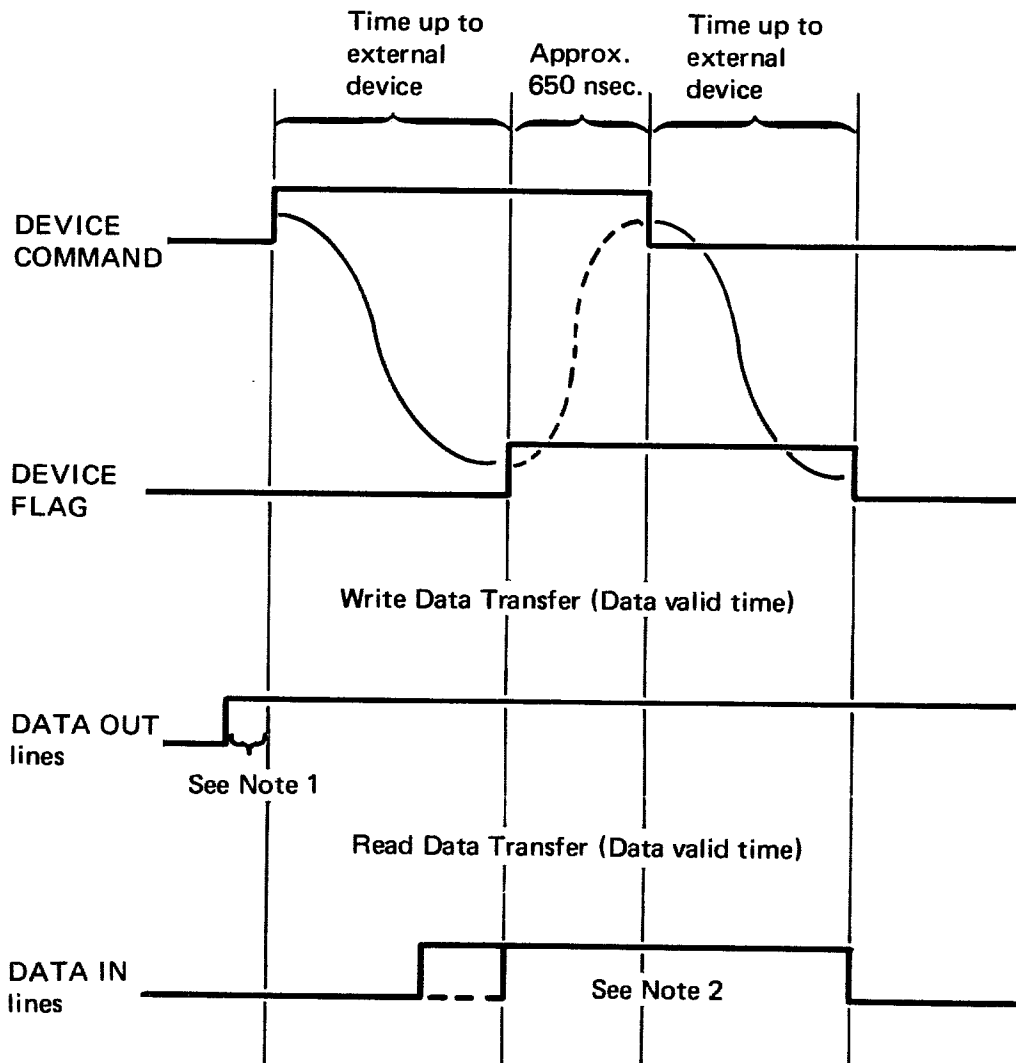 Time up to
external
device
Approx.
650 nsec.
Time up to
external
device
DEVICE
COMMAND
DEVICE
FLAG
Write Data Transfer (Data valid time)
DATA OUT
lines
See Note 1
Read Data Transfer (Data valid time)
DATA IN
lines
See Note 2